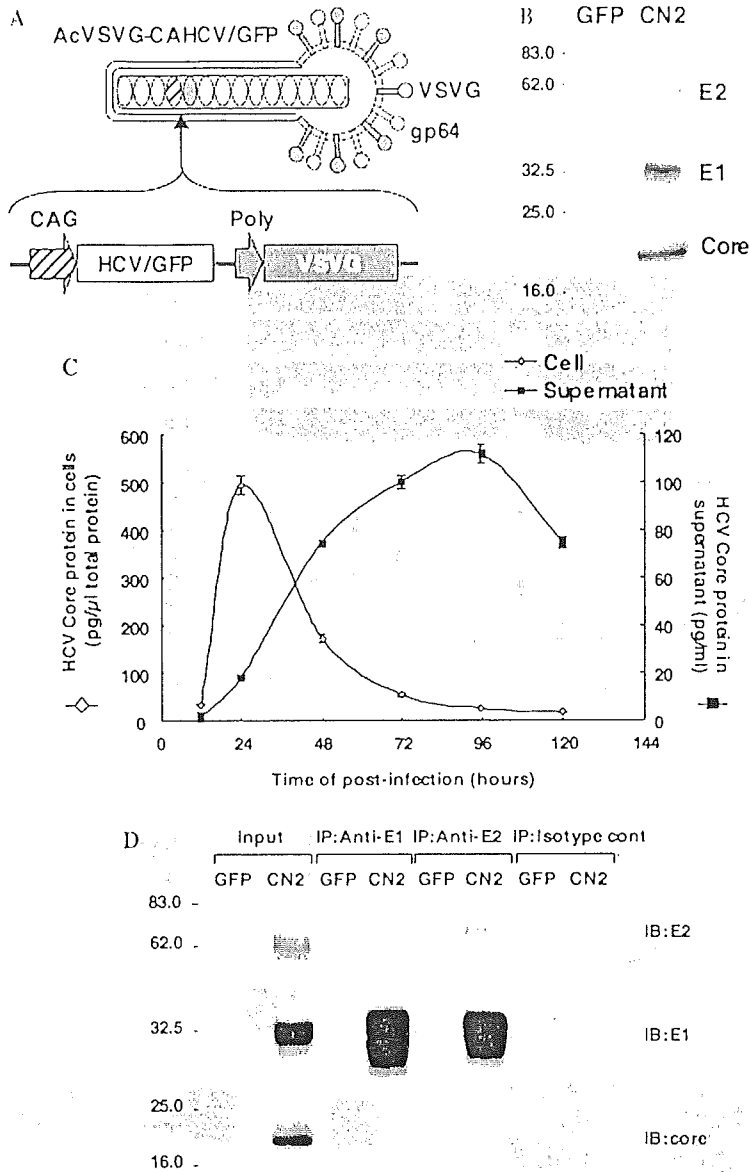 A
AcVSVG-CAHCV/GFP
VSVG
gp64
CAG
Poly
HCV/GFP
VSVG
B
GFP CN2
83.0
62.0
32.5
25.0
16.0
E2
E1
Core
C
Cell
Supernatant
HCV Core protein in cells
(pg/µl total protein)
600
500
400
300
200
100
0
120
100
80
60
40
20
0
HCV Core protein in
supernatant (pg/ml)
0 24 48 72 96 120 144
Time of post-infection (hours)
D
Input IP:Anti-E1 IP:Anti-E2 IP:Isotype cont
GFP CN2 GFP CN2 GFP CN2 GFP CN2
83.0
62.0
32.5
25.0
16.0
IB:E2
IB:E1
IB:core